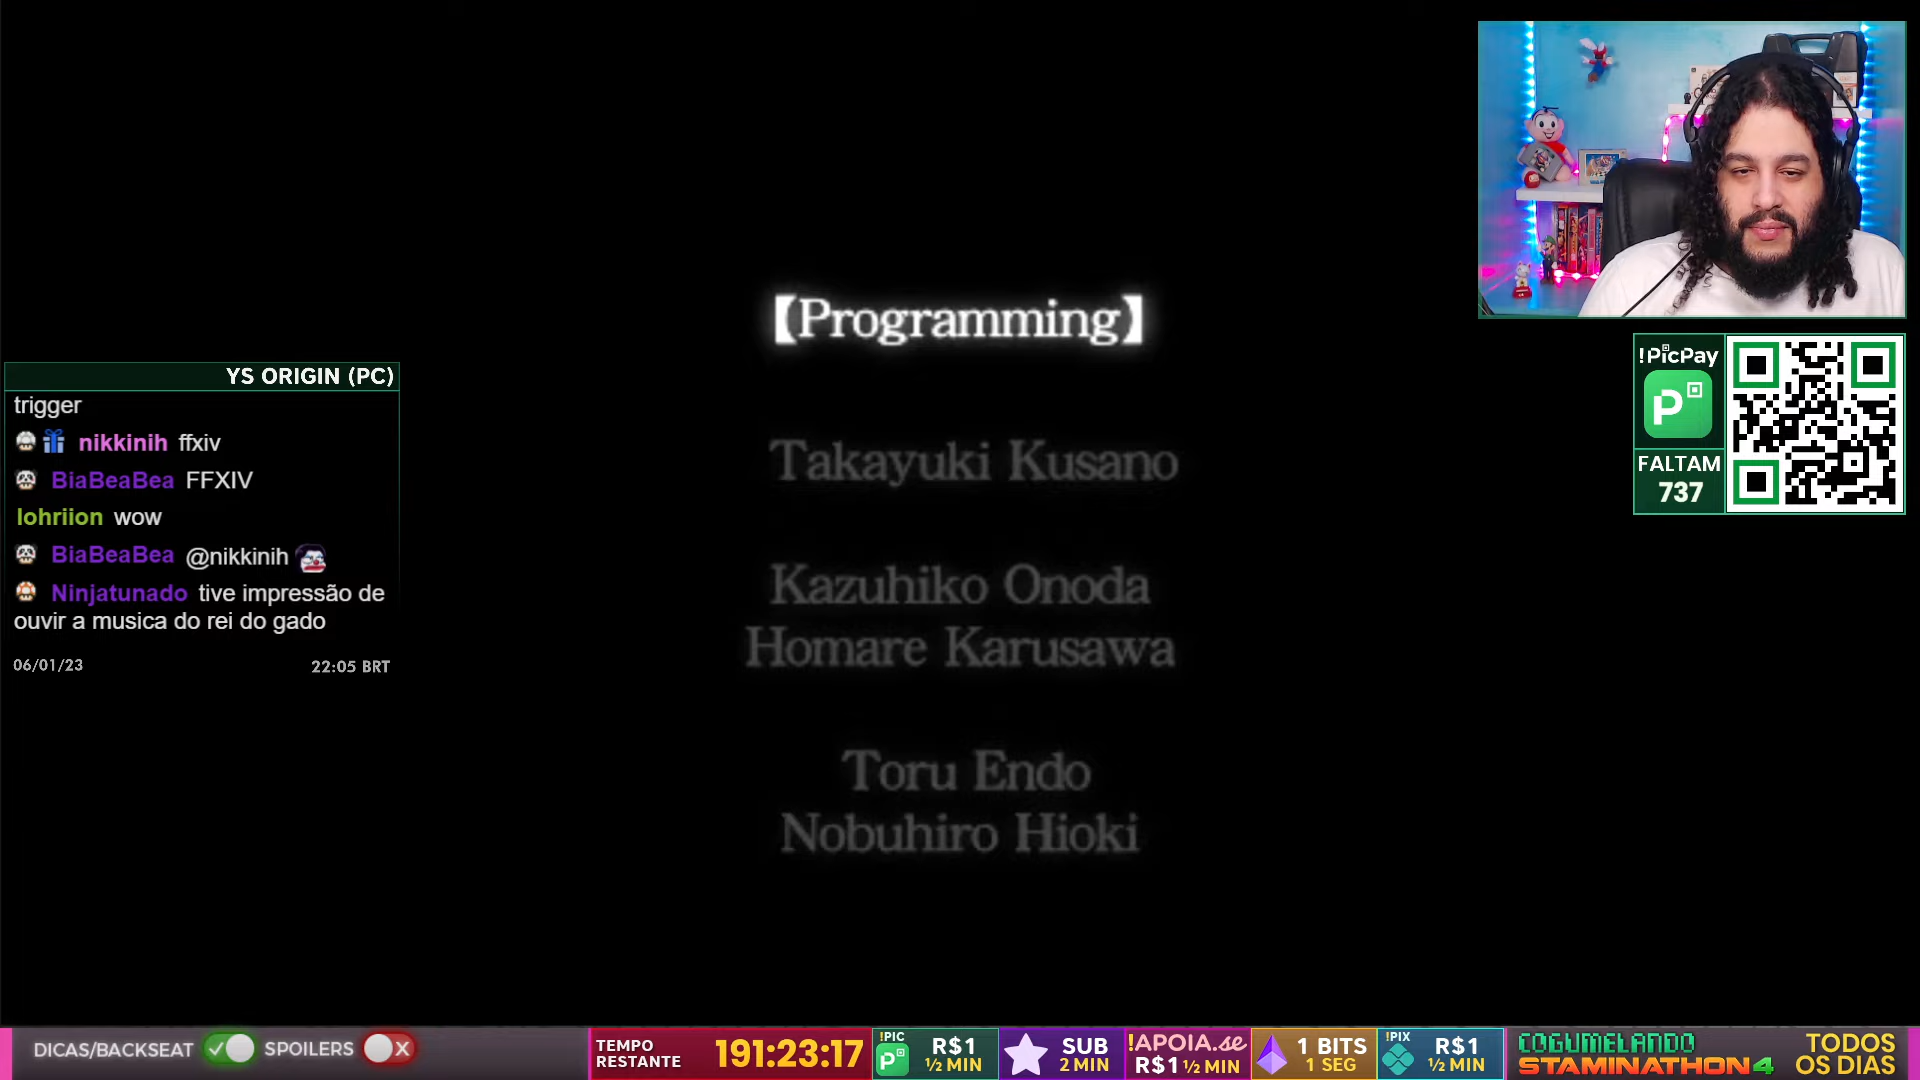 【Programming】
Takayuki Kusano
Kazuhiko Onoda
Homare Karusawa
Toru Endo
Nobuhiro Hioki
YS ORIGIN (PC)
trigger
nikkinih ffxiv
BiaBeaBea FFXIV
lohriion wow
BiaBeaBea @nikkinih
Ninjatunado tive impressão de
ouvir a musica do rei do gado
06/01/23 22:05 BRT
!PicPay
FALTAM
737
DICAS/BACKSEAT SPOILERS X
TEMPO
RESTANTE
191:23:17
!PIC
R$1
½ MIN
SUB
2 MIN
!APOIA.se
R$1 ½ MIN
1 BITS
1 SEG
!PIX
R$1
½ MIN
COGUMELANDO
STAMINATHON 4
TODOS
OS DIAS